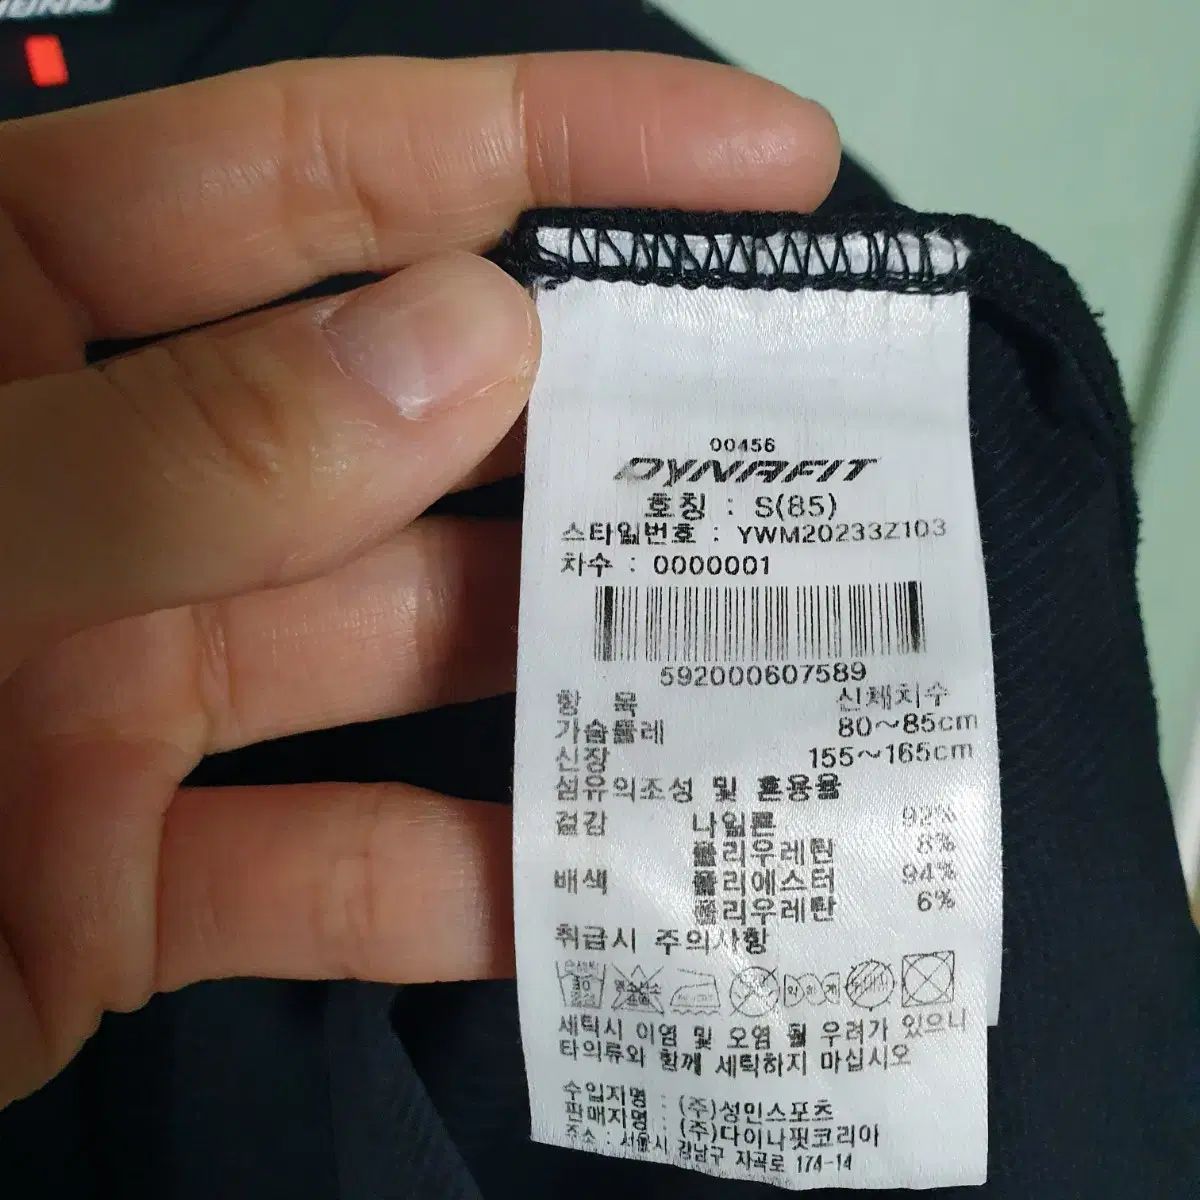 00456
DYNAFIT
호칭 : S(85)
스타일번호 : YWM20233Z103
차수 : 0000001
592000607589
항 목 신체치수
가슴둘레 80~85cm
신장 155~165cm
섬유의조성 및 혼용율
겉감 나일론 92%
폴리우레탄 8%
배색 폴리에스터 94%
폴리우레탄 6%
취급시 주의사항
약하게
세탁시 이염 및 오염 될 우려가 있으니
타의류와 함께 세탁하지 마십시오
수입자명 : (주)성민스포츠
판매자명 : (주)다이나핏코리아
주소 : 서울시 강남구 자곡로 174-14